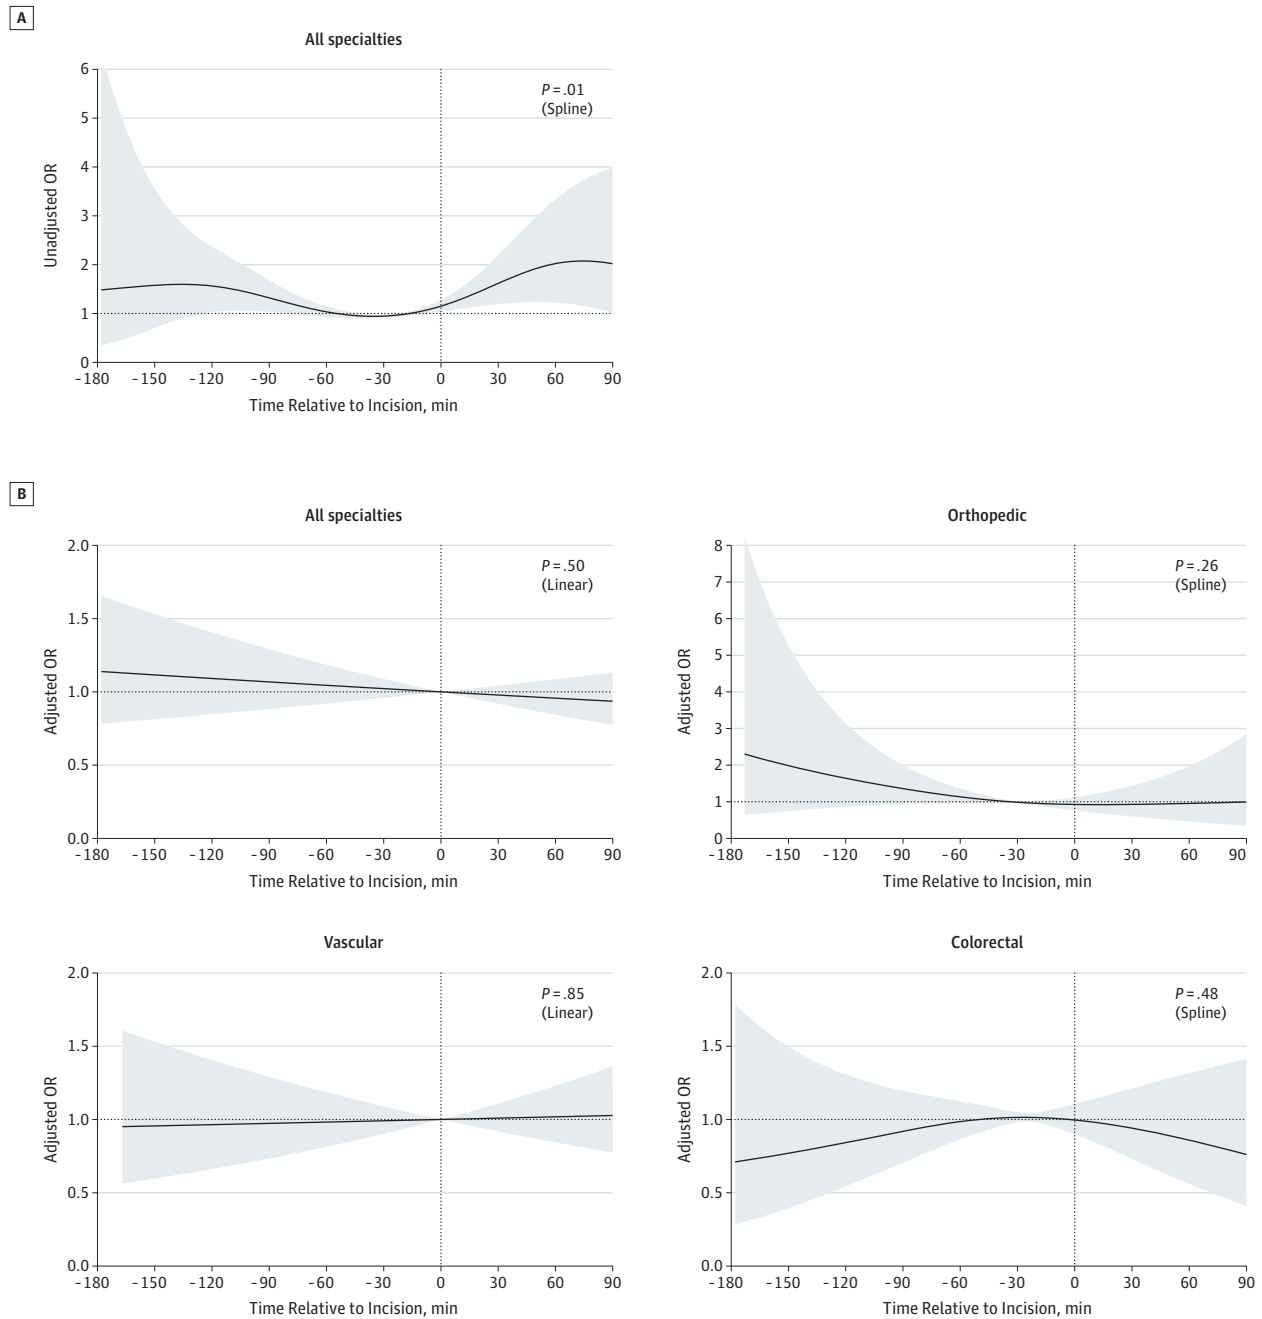 A
All specialties
6
5
4
3
2
1
0
Unadjusted OR
P = .01
(Spline)
-180 -150 -120 -90 -60 -30 0 30 60 90
Time Relative to Incision, min
B
All specialties
2.0
1.5
1.0
0.5
0.0
Adjusted OR
P = .50
(Linear)
-180 -150 -120 -90 -60 -30 0 30 60 90
Time Relative to Incision, min
Orthopedic
8
7
6
5
4
3
2
1
0
Adjusted OR
P = .26
(Spline)
-180 -150 -120 -90 -60 -30 0 30 60 90
Time Relative to Incision, min
Vascular
2.0
1.5
1.0
0.5
0.0
Adjusted OR
P = .85
(Linear)
-180 -150 -120 -90 -60 -30 0 30 60 90
Time Relative to Incision, min
Colorectal
2.0
1.5
1.0
0.5
0.0
Adjusted OR
P = .48
(Spline)
-180 -150 -120 -90 -60 -30 0 30 60 90
Time Relative to Incision, min